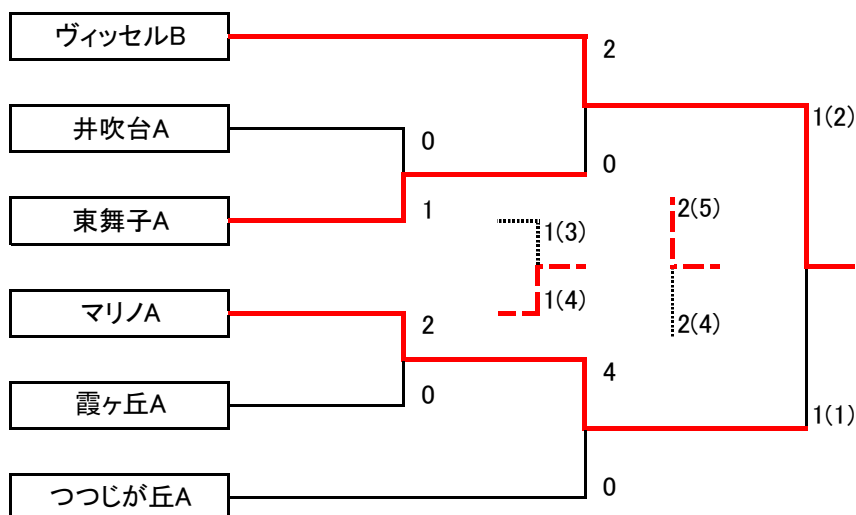 ヴィッセルB
2
1(2)
井吹台A
0
0
東舞子A
1
2(5)
1(3)
マリノA
1(4)
2(4)
2
4
霞ヶ丘A
0
1(1)
つつじが丘A
0